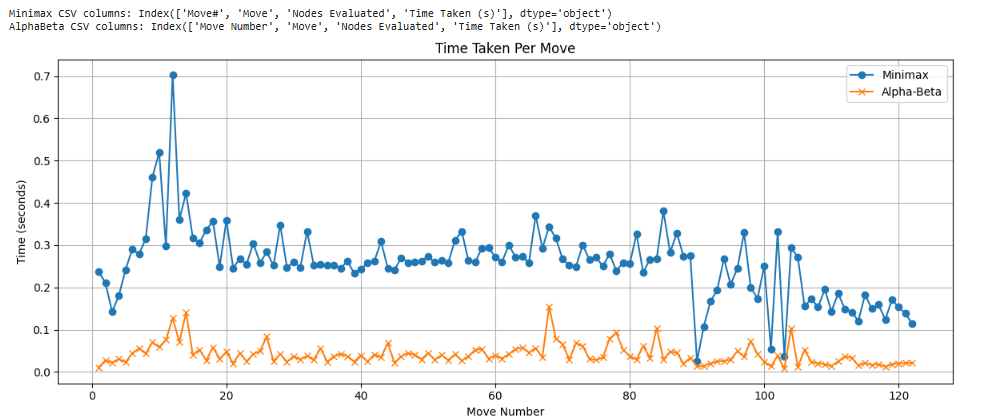 Minimax CSV columns: Index(['Move#', 'Move', 'Nodes Evaluated', 'Time Taken (s)'], dtype='object')
AlphaBeta CSV columns: Index(['Move Number', 'Move', 'Nodes Evaluated', 'Time Taken (s)'], dtype='object')
Time Taken Per Move
Minimax
Alpha-Beta
Time (seconds)
0.7
0.6
0.5
0.4
0.3
0.2
0.1
0.0
0 20 40 60 80 100 120
Move Number